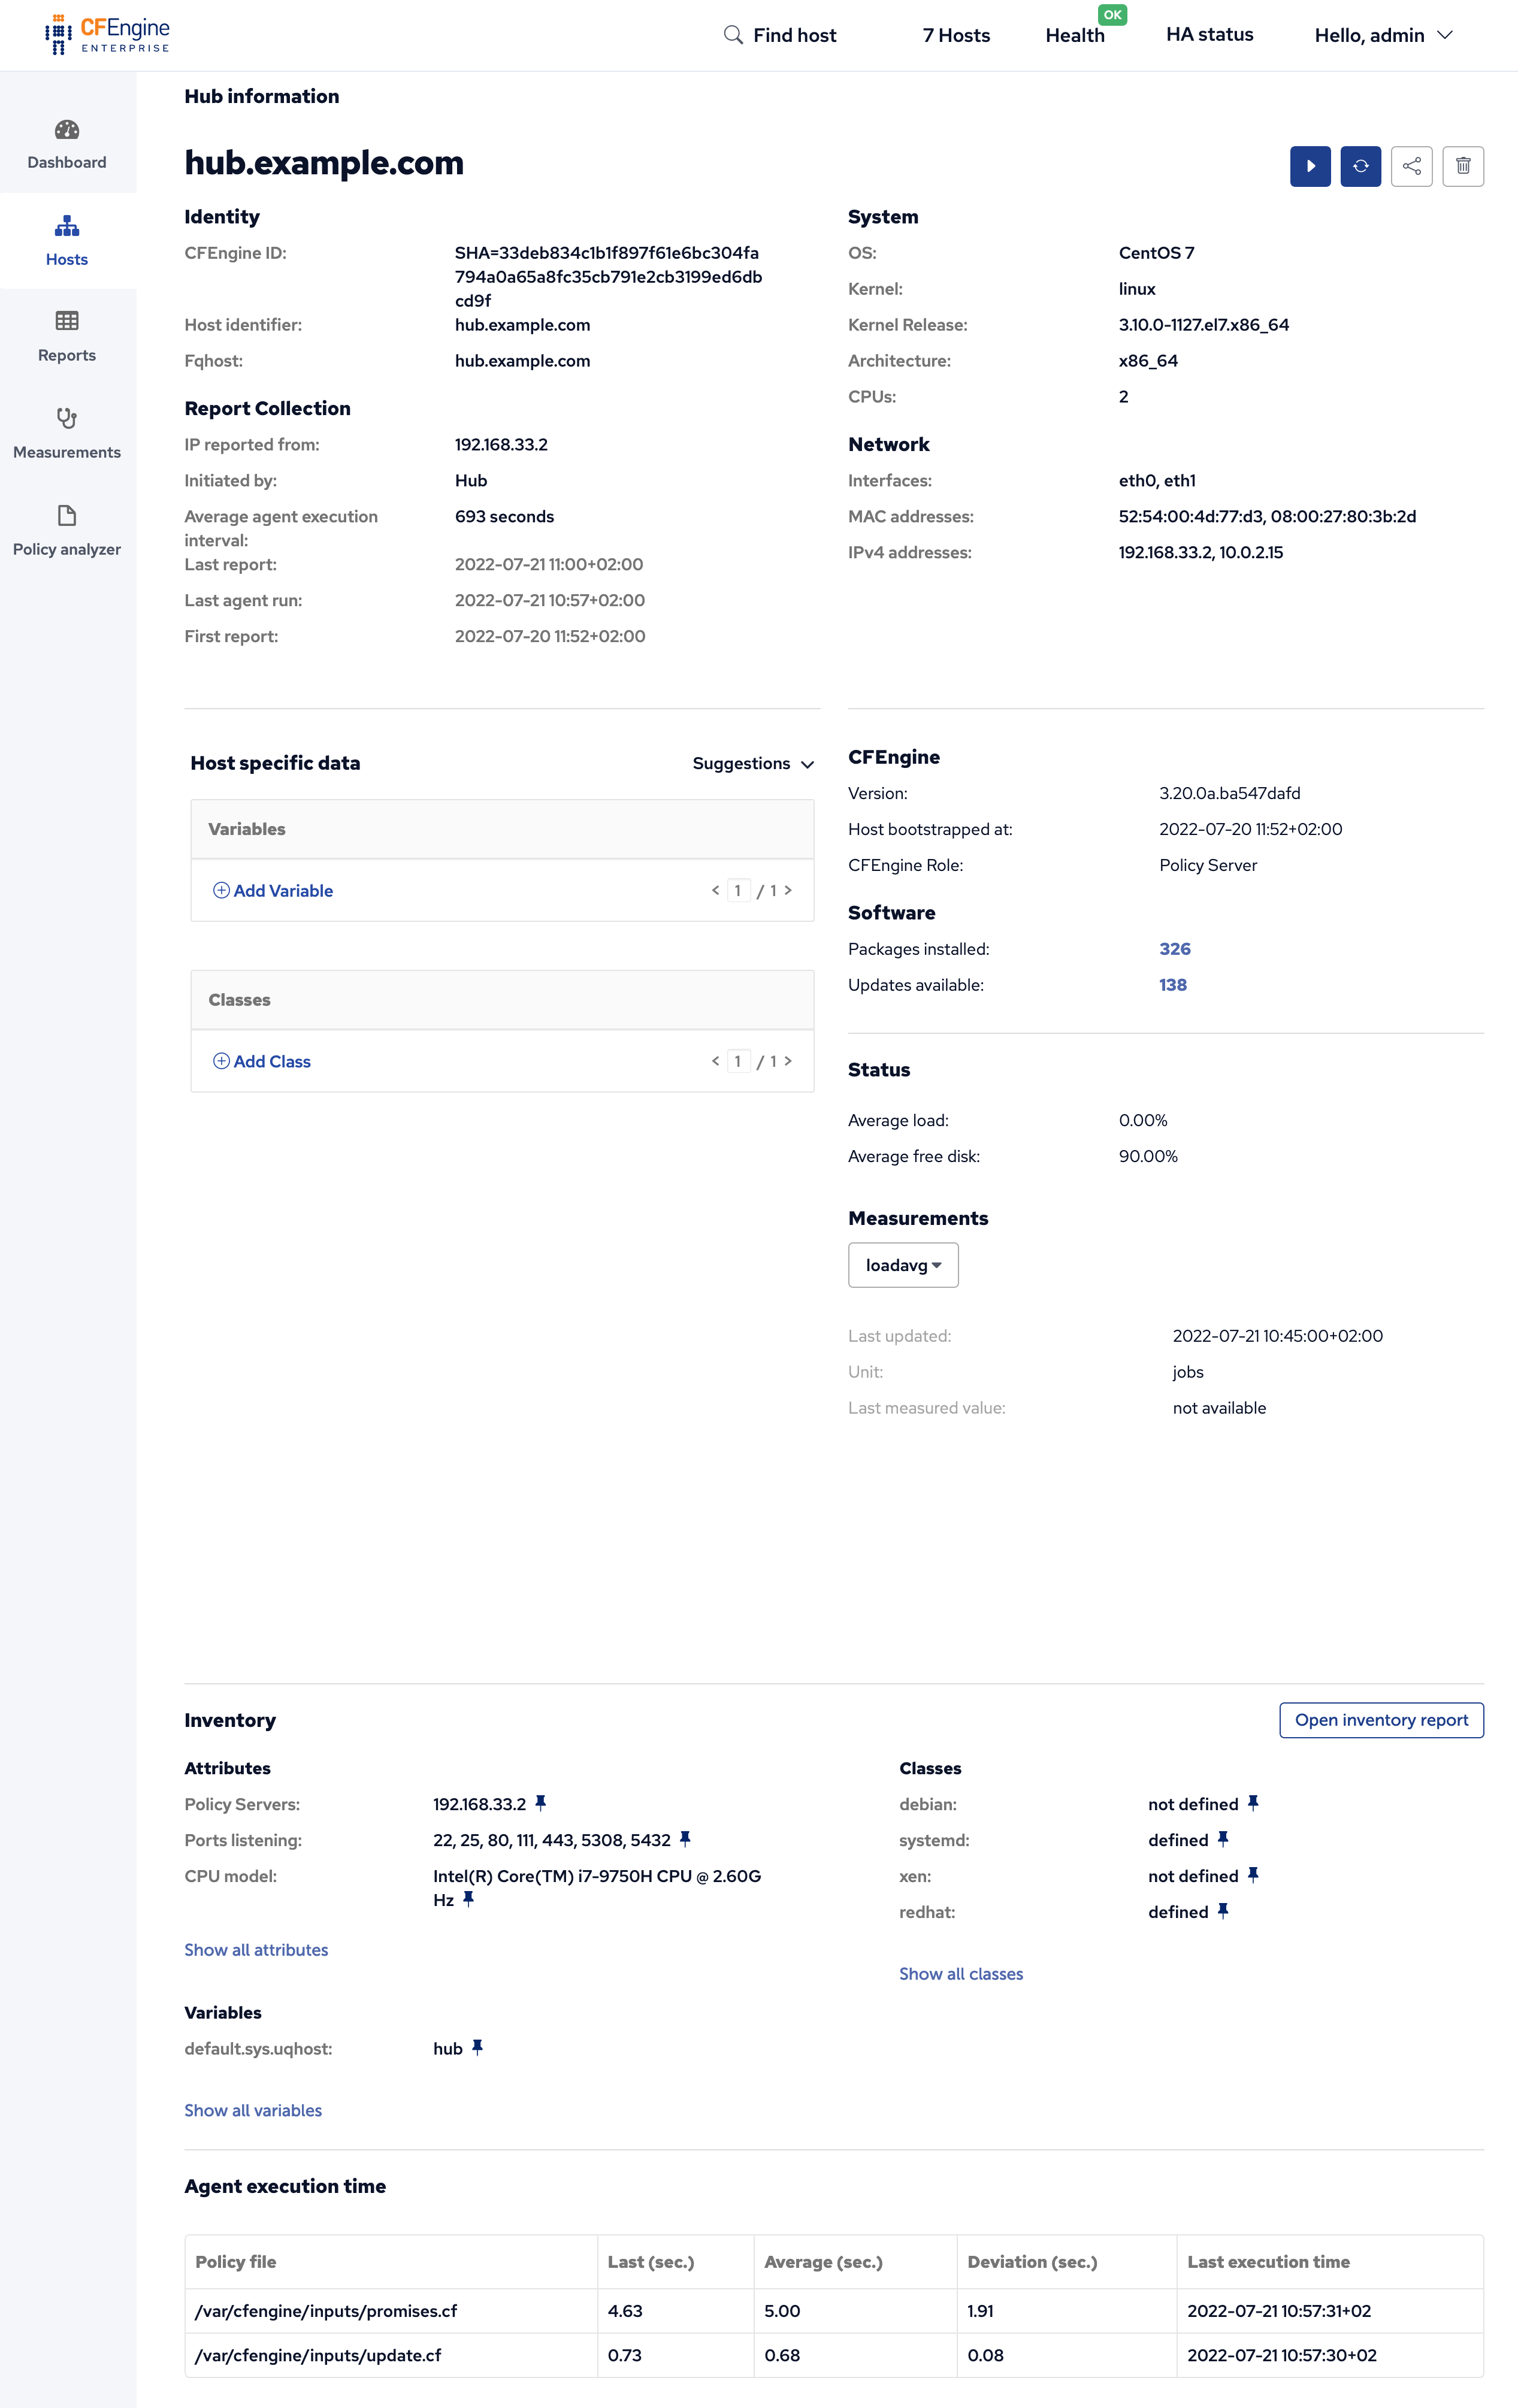 CFEngine
ENTERPRISE
Find host
7 Hosts
Health
OK
HA status
Hello, admin
Dashboard
Hosts
Reports
Measurements
Policy analyzer
Hub information
hub.example.com
Identity
CFEngine ID:
SHA=33deb834c1b1f897f61e6bc304fa
794a0a65a8fc35cb791e2cb3199ed6db
cd9f
Host identifier:
hub.example.com
Fqhost:
hub.example.com
Report Collection
IP reported from:
192.168.33.2
Initiated by:
Hub
Average agent execution
interval:
693 seconds
Last report:
2022-07-21 11:00+02:00
Last agent run:
2022-07-21 10:57+02:00
First report:
2022-07-20 11:52+02:00
System
OS:
CentOS 7
Kernel:
linux
Kernel Release:
3.10.0-1127.el7.x86_64
Architecture:
x86_64
CPUs:
2
Network
Interfaces:
eth0, eth1
MAC addresses:
52:54:00:4d:77:d3, 08:00:27:80:3b:2d
IPv4 addresses:
192.168.33.2, 10.0.2.15
Host specific data
Suggestions
Variables
Add Variable
1 / 1
Classes
Add Class
1 / 1
CFEngine
Version:
3.20.0a.ba547dafd
Host bootstrapped at:
2022-07-20 11:52+02:00
CFEngine Role:
Policy Server
Software
Packages installed:
326
Updates available:
138
Status
Average load:
0.00%
Average free disk:
90.00%
Measurements
loadavg
Last updated:
2022-07-21 10:45:00+02:00
Unit:
jobs
Last measured value:
not available
Inventory
Open inventory report
Attributes
Policy Servers:
192.168.33.2
Ports listening:
22, 25, 80, 111, 443, 5308, 5432
CPU model:
Intel(R) Core(TM) i7-9750H CPU @ 2.60G
Hz
Show all attributes
Classes
debian:
not defined
systemd:
defined
xen:
not defined
redhat:
defined
Show all classes
Variables
default.sys.uqhost:
hub
Show all variables
Agent execution time
Policy file
Last (sec.)
Average (sec.)
Deviation (sec.)
Last execution time
/var/cfengine/inputs/promises.cf
4.63
5.00
1.91
2022-07-21 10:57:31+02
/var/cfengine/inputs/update.cf
0.73
0.68
0.08
2022-07-21 10:57:30+02